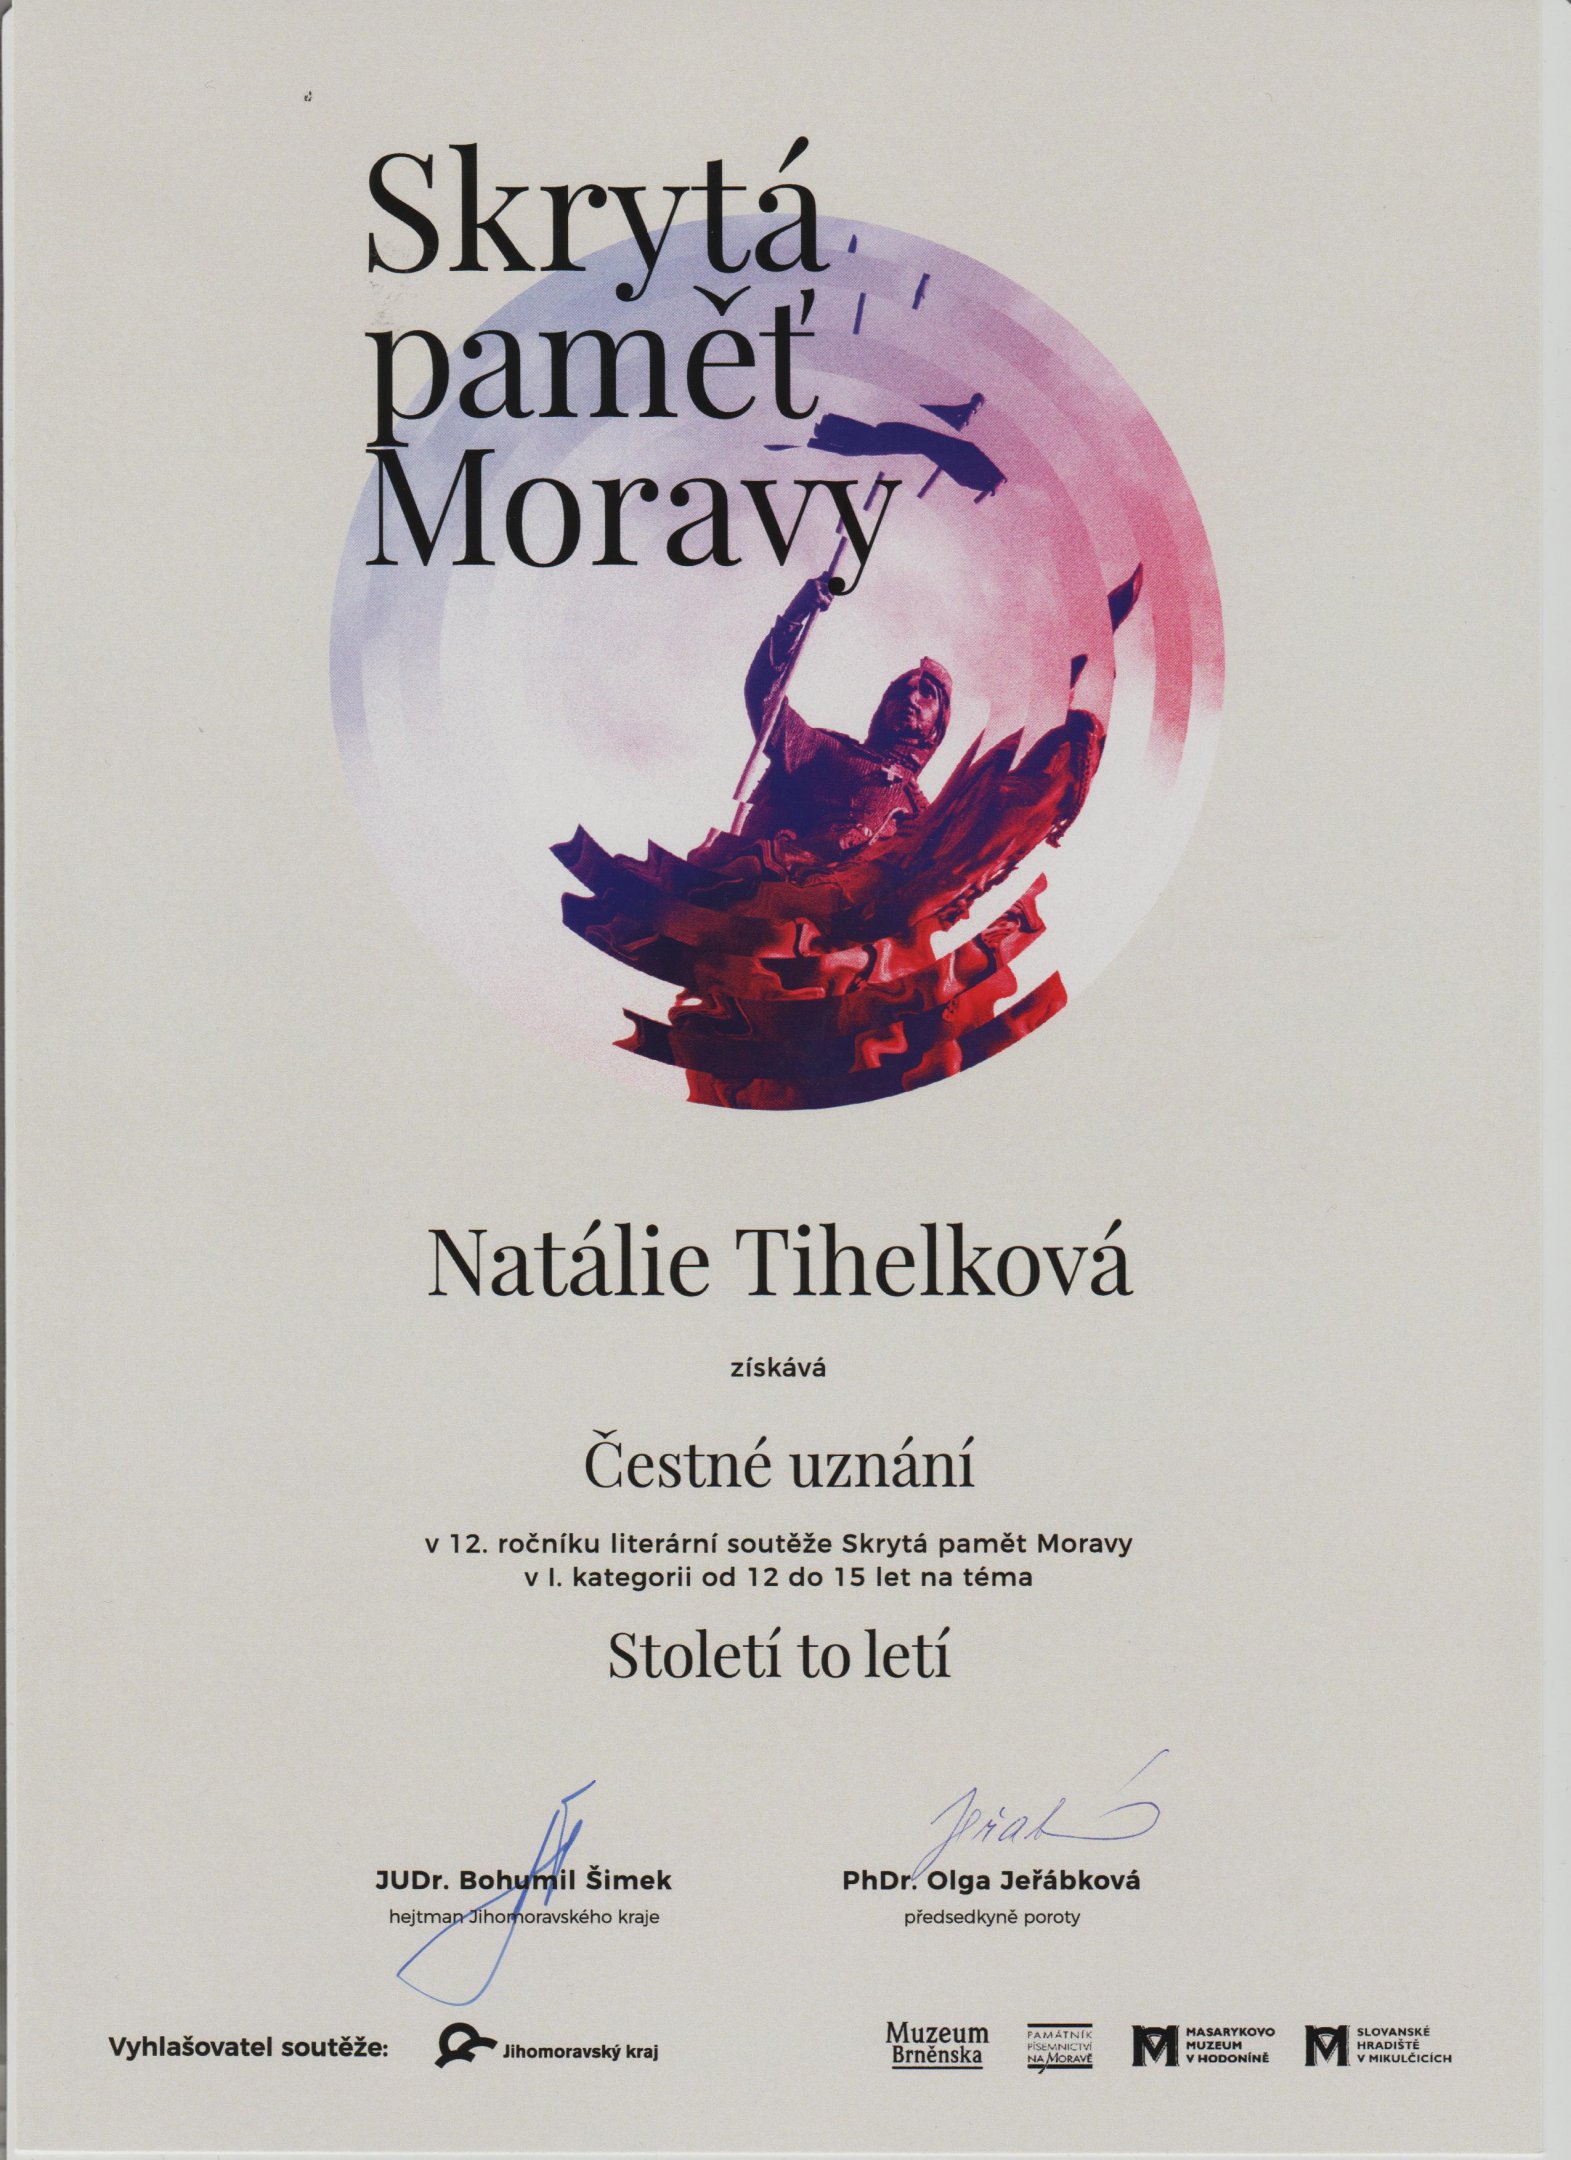 Skrytá
paměť
Moravy
Natálie Tihelková
získává
Čestné uznání
v 12. ročníku literární soutěže Skrytá pamět Moravy
v I. kategorii od 12 do 15 let na téma
Století to letí
JUDr. Bohumil Šimek
hejtman Jihomoravského kraje
Jeřáb
PhDr. Olga Jeřábková
předsedkyně poroty
Vyhlašovatel soutěže:
Jihomoravský kraj
Muzeum
Brněnska
PAMÁTNÍK
PÍSEMNICTVÍ
NA MORAVĚ
MASARYKOVO
MUZEUM
V HODONÍNĚ
SLOVANSKÉ
HRADIŠTĚ
V MIKULČICÍCH